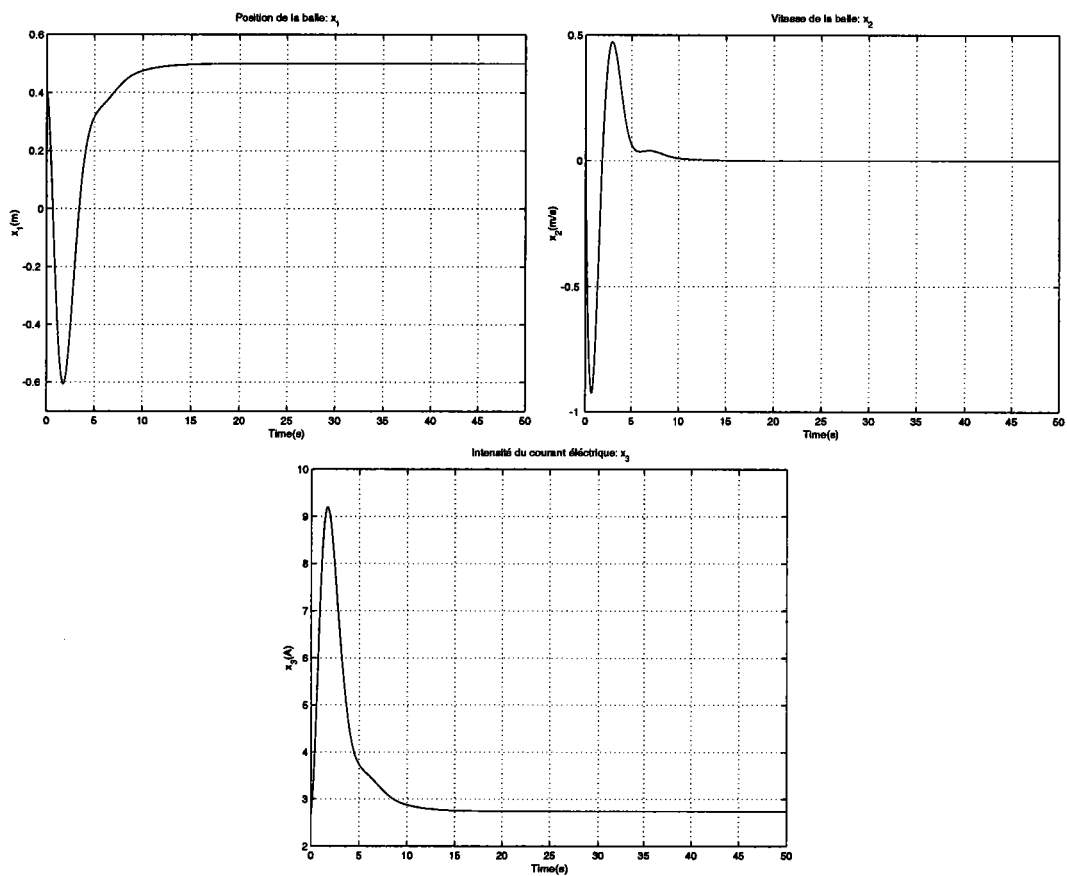 Position de la balle: x1
0.6
0.4
0.2
0
-0.2
-0.4
-0.6
x1(m)
0 5 10 15 20 25 30 35 40 45 50
Time(s)
Vitesse de la balle: x2
0.5
0
-0.5
-1
x2(m/s)
0 5 10 15 20 25 30 35 40 45 50
Time(s)
Intensité du courant éléctrique: x3
10
9
8
7
6
5
4
3
2
x3(A)
0 5 10 15 20 25 30 35 40 45 50
Time(s)